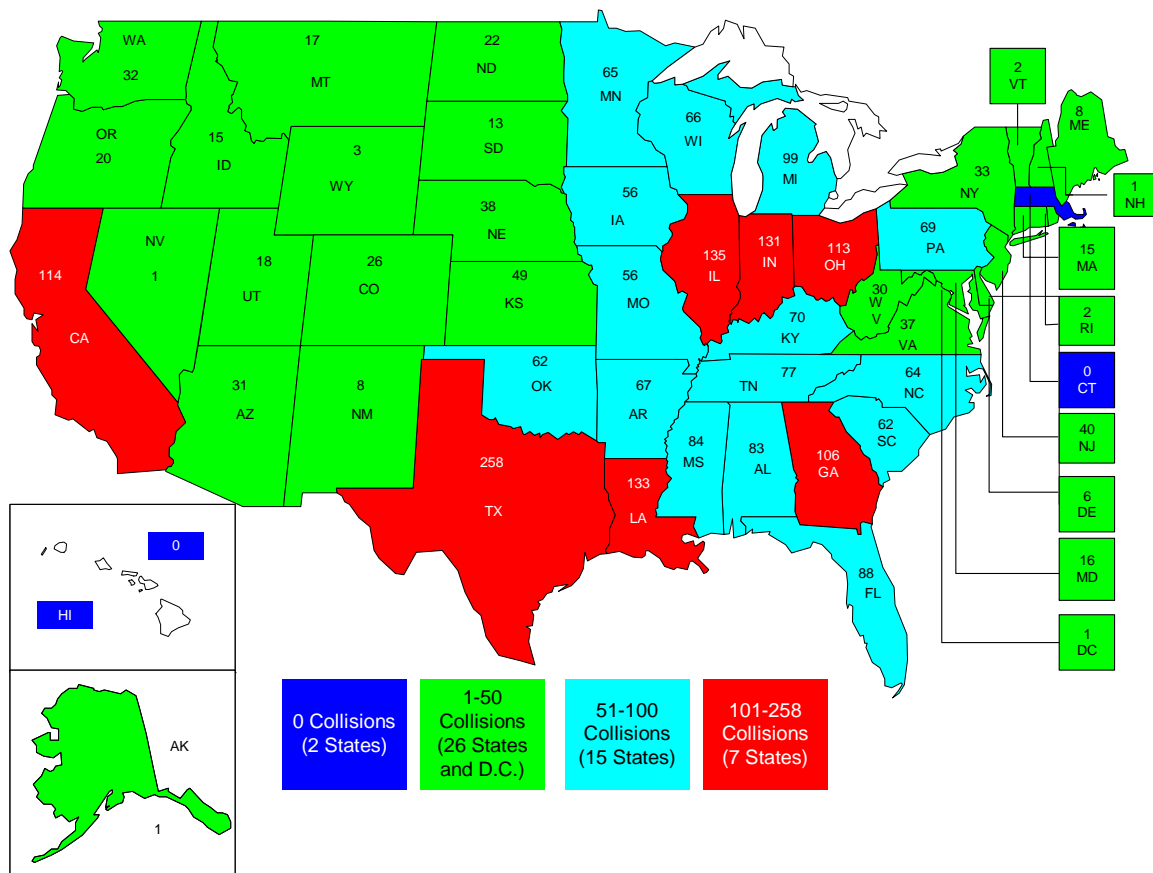 WA
32
17
MT
22
ND
65
MN
2
VT
8
ME
OR
20
15
ID
3
WY
13
SD
66
WI
99
MI
33
NY
1
NH
38
NE
56
IA
NV
1
18
UT
26
CO
49
KS
56
MO
135
IL
131
IN
113
OH
69
PA
15
MA
114
CA
30
W
V
37
VA
70
KY
2
RI
31
AZ
8
NM
62
OK
67
AR
TN
77
64
NC
0
CT
62
SC
84
MS
83
AL
106
GA
40
NJ
258
TX
133
LA
6
DE
0
HI
88
FL
16
MD
1
DC
AK
1
0 Collisions
(2 States)
1-50
Collisions
(26 States
and D.C.)
51-100
Collisions
(15 States)
101-258
Collisions
(7 States)